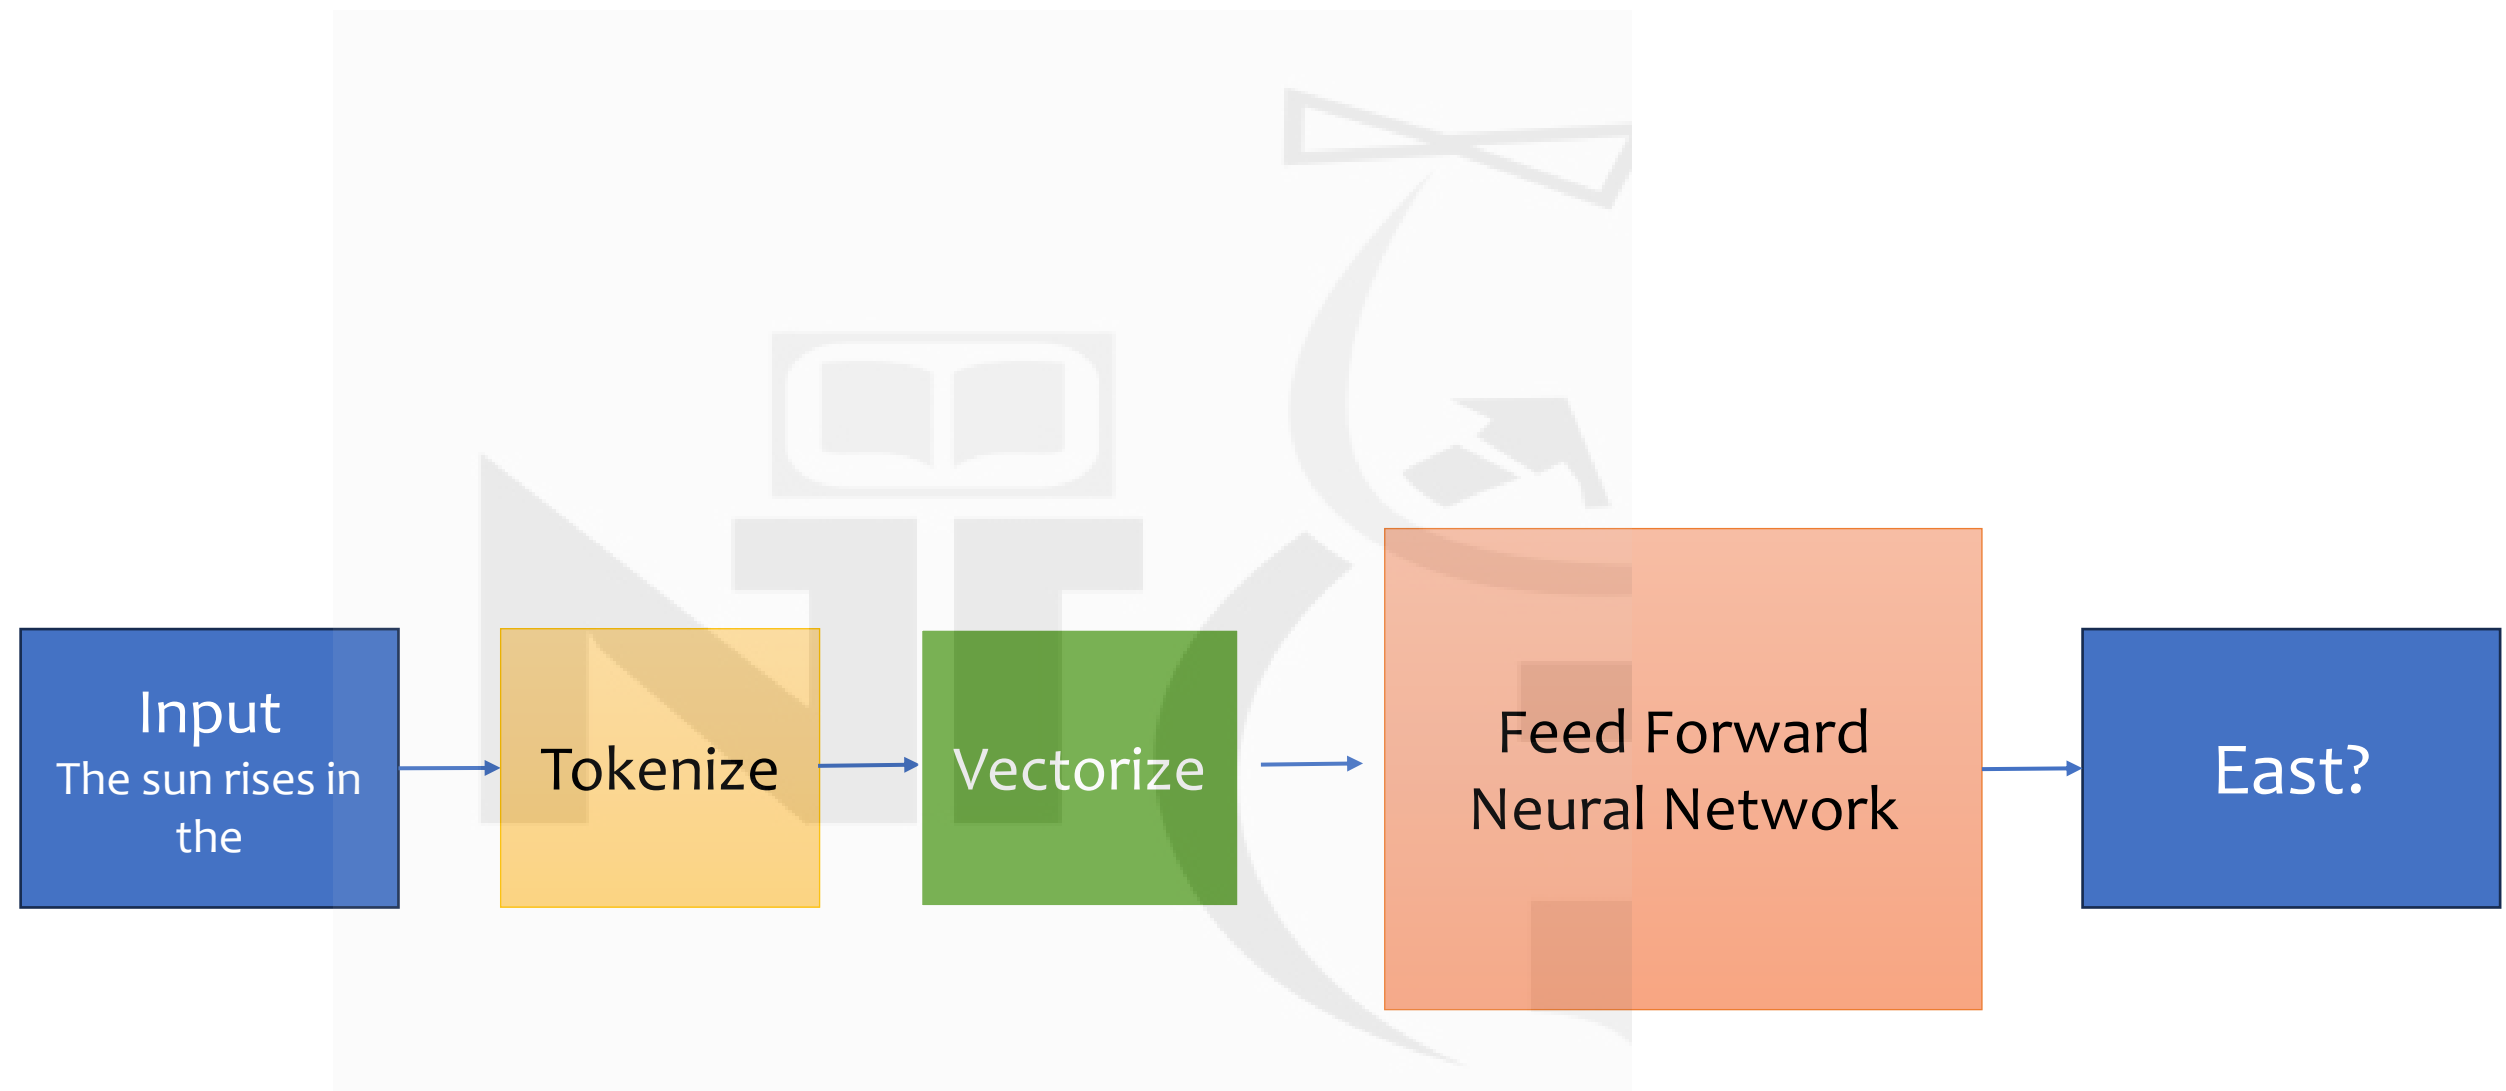 Input
The sun rises in
the
Tokenize
Vectorize
Feed Forward
Neural Network
East?